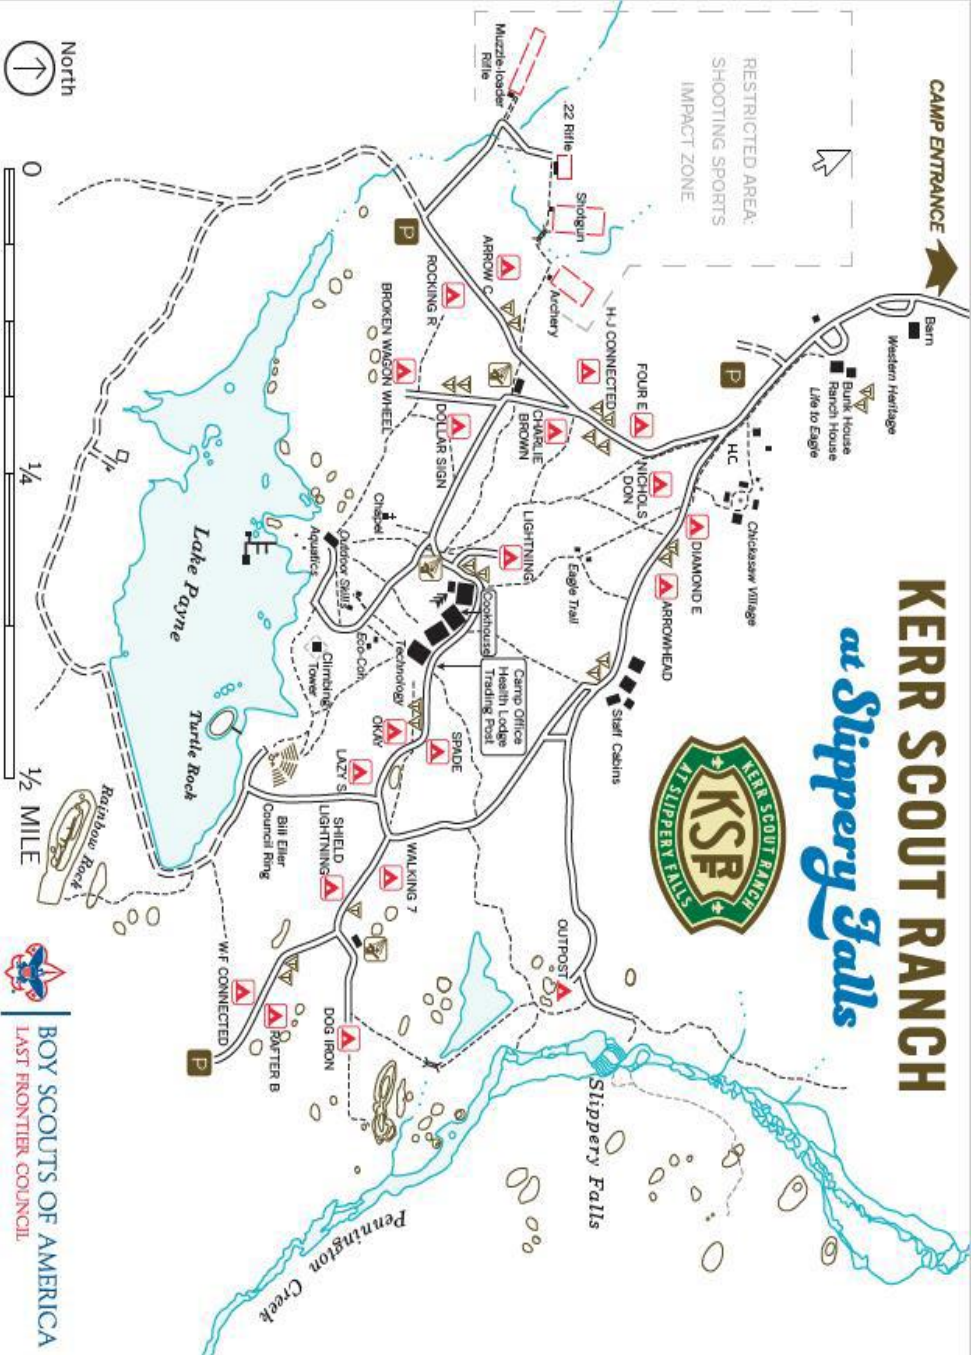 KERR SCOUT RANCH
at Slippery Falls
CAMP ENTRANCE
RESTRICTED AREA:
SHOOTING SPORTS
IMPACT ZONE
Barn
Western Heritage
Bunk House
Ranch House
Life to Eagle
P
H.C.
Chickasaw Village
KERR SCOUT RANCH
KSF
AT SLIPPERY FALLS
Muzzle-loader
Rifle
.22 Rifle
Shotgun
Archery
H-J CONNECTED
FOUR E
NICHOLS
DON
DIAMOND E
ARROWHEAD
Staff Cabins
ARROW C
ROCKING R
P
BROKEN WAGON WHEEL
DOLLAR SIGN
CHARLIE
BROWN
LIGHTNING
Eagle Trail
Cookhouse
Camp Office
Health Lodge
Trading Post
Chapel
Outdoor Skills
Aquatics
Eco-Con
Technology
Climbing
Tower
OKAY
SPADE
LAZY S
SHIELD
LIGHTNING
WALKING 7
Bill Eller
Council Ring
OUTPOST
W-F CONNECTED
RAFTER B
DOG IRON
P
Slippery Falls
Pennington Creek
Lake Payne
Turtle Rock
Rainbow Rock
North
0
1/4
1/2 MILE
BOY SCOUTS OF AMERICA
LAST FRONTIER COUNCIL